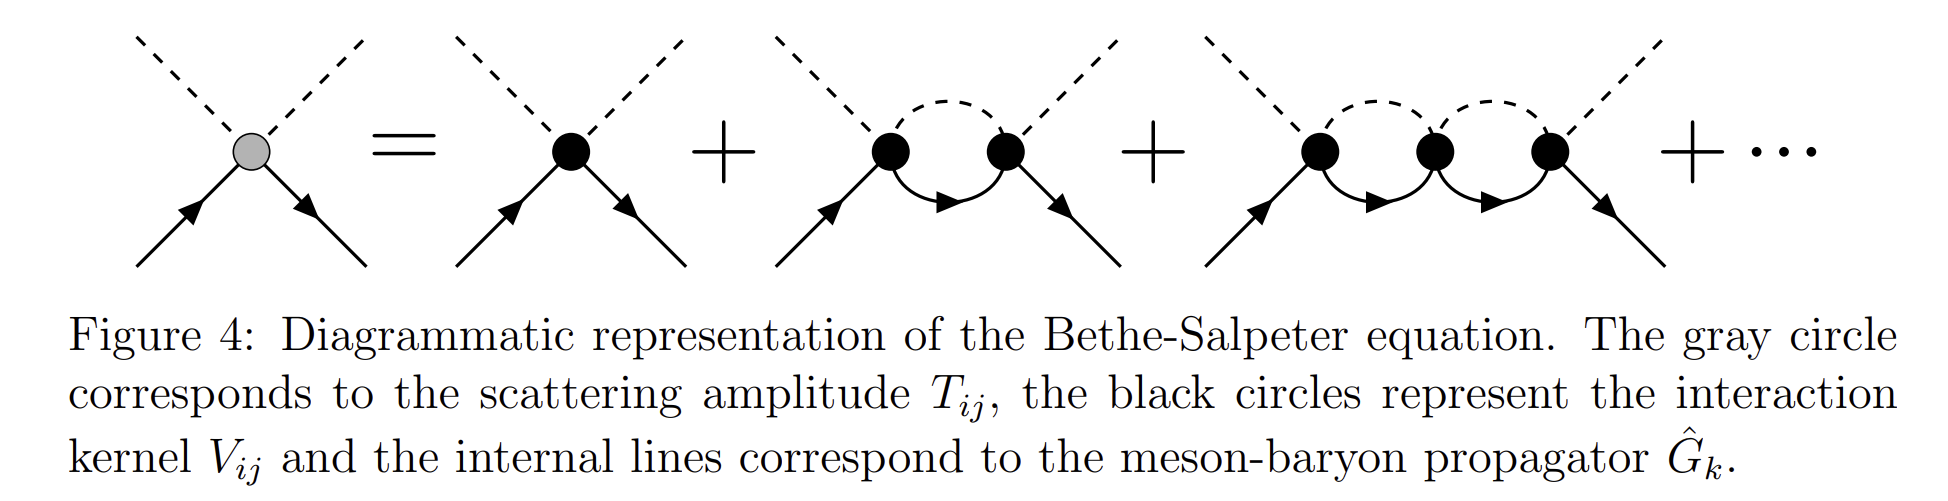 Figure 4: Diagrammatic representation of the Bethe-Salpeter equation. The gray circle
corresponds to the scattering amplitude $T_{ij}$, the black circles represent the interaction
kernel $V_{ij}$ and the internal lines correspond to the meson-baryon propagator $\hat{G}_k$.